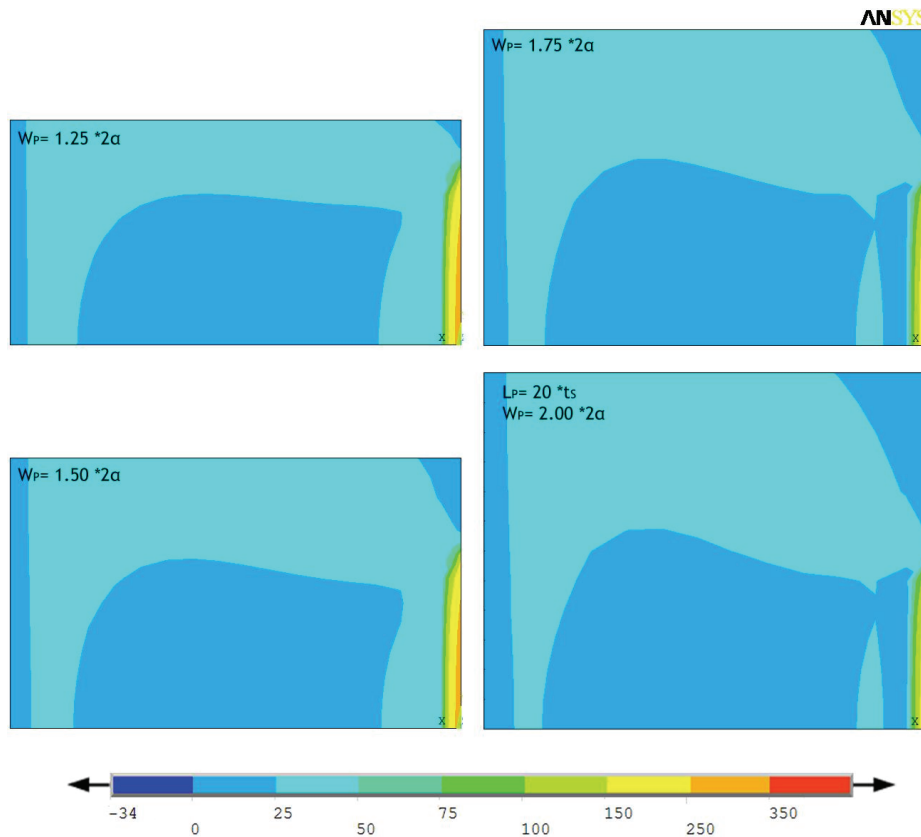 ANSYS
WP= 1.25 *2α
WP= 1.75 *2α
X
X
WP= 1.50 *2α
LP= 20 *tS
WP= 2.00 *2α
X
X
-34 0 25 50 75 100 150 250 350